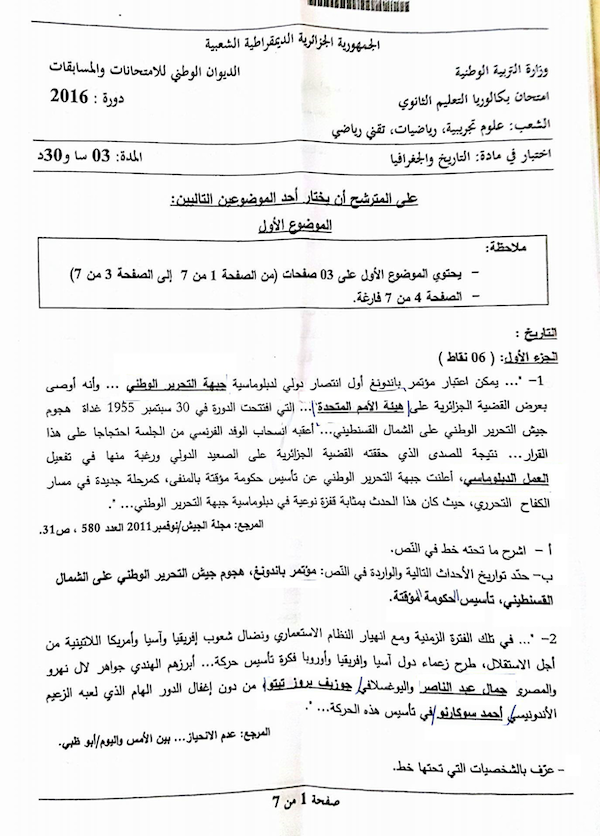 الجمهورية الجزائرية الديمقراطية الشعبية
وزارة التربية الوطنية الديوان الوطني للامتحانات والمسابقات
امتحان بكالوريا التعليم الثانوي دورة : 2016
الشعب: علوم تجريبية، رياضيات، تقني رياضي
اختبار في مادة: التاريخ والجغرافيا المدة: 03 سا و30د
على المترشح أن يختار أحد الموضوعين التاليين:
الموضوع الأول
ملاحظة:
– يحتوي الموضوع الأول على 03 صفحات (من الصفحة 1 من 7 إلى الصفحة 3 من 7)
– الصفحة 4 من 7 فارغة.
التاريخ :
الجزء الأول: ( 06 نقاط )
1- "... يمكن اعتبار مؤتمر باندونغ أول انتصار دولي لدبلوماسية جبهة التحرير الوطني ... وأنه أوصى
بعرض القضية الجزائرية على هيئة الأمم المتحدة ... التي افتتحت الدورة في 30 سبتمبر 1955 غداة هجوم
جيش التحرير الوطني على الشمال القسنطيني... أعقبه انسحاب الوفد الفرنسي من الجلسة احتجاجا على هذا
القرار... نتيجة للصدى الذي حققته القضية الجزائرية على الصعيد الدولي ورغبة منها في تفعيل
العمل الدبلوماسي، أعلنت جبهة التحرير الوطني عن تأسيس حكومة مؤقتة بالمنفى، كمرحلة جديدة في مسار
الكفاح التحرري، حيث كان هذا الحدث بمثابة قفزة نوعية في دبلوماسية جبهة التحرير الوطني... ".
المرجع: مجلة الجيش/نوفمبر2011 العدد 580 ، ص31.
أ – اشرح ما تحته خط في النّص.
ب- حدّد تواريخ الأحداث التالية والواردة في النّص: مؤتمر باندونغ، هجوم جيش التحرير الوطني على الشمال
القسنطيني، تأسيس الحكومة المؤقتة.
2- "... في تلك الفترة الزمنية ومع انهيار النظام الاستعماري ونضال شعوب إفريقيا وآسيا وأمريكا اللاتينية من
أجل الاستقلال، طرح زعماء دول آسيا وإفريقيا وأوروبا فكرة تأسيس حركة... أبرزهم الهندي جواهر لال نهرو
والمصري جمال عبد الناصر واليوغسلافي جوزيف بروز تيتو من دون إغفال الدور الهام الذي لعبه الزعيم
الأندونيسي أحمد سوكارنو في تأسيس هذه الحركة... ".
المرجع: عدم الانحياز... بين الأمس واليوم/أبو ظبي.
- عرّف بالشخصيات التي تحتها خط.
صفحة 1 من 7